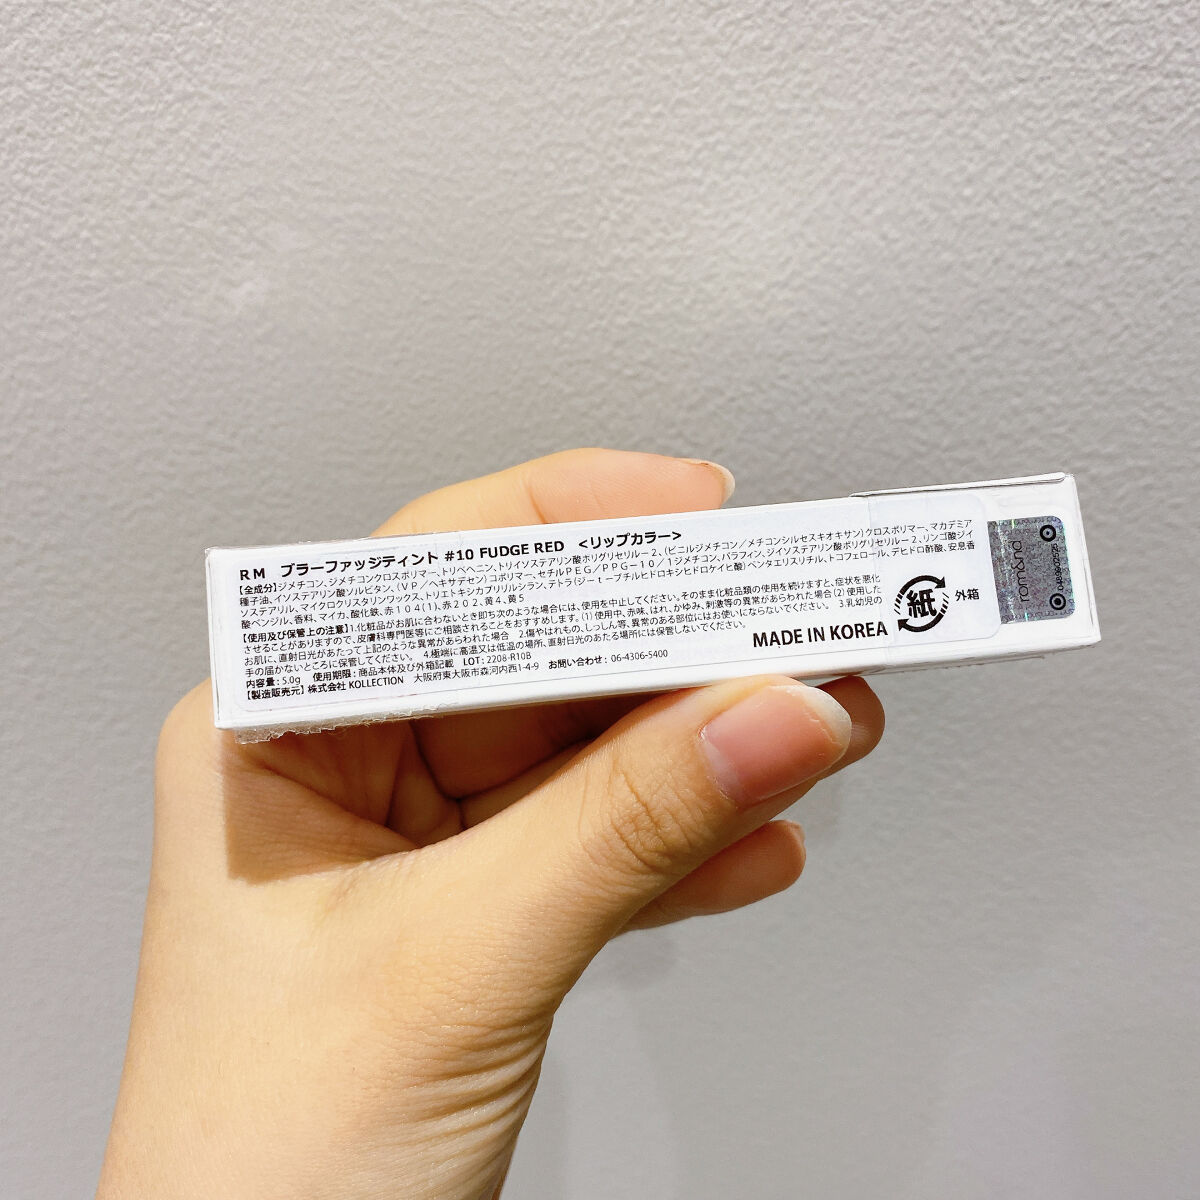 RM ブラーファッジティント #10 FUDGE RED <リップカラー>
【全成分】ジメチコン、ジメチコンクロスポリマー、トリベヘニン、トリイソステアリン酸ポリグリセリル-2、(ビニルジメチコン/メチコンシルセスキオキサン)クロスポリマー、マカデミア
種子油、イソステアリン酸ソルビタン、(VP/ヘキサデセン)コポリマー、セチルPEG/PPG-10/1ジメチコン、パラフィン、ジイソステアリン酸ポリグリセリル-2、リンゴ酸ジイ
ソステアリル、マイクロクリスタリンワックス、トリエトキシカプリリルシラン、テトラ(ジーt-ブチルヒドロキシヒドロケイヒ酸)ペンタエリスリチル、トコフェロール、デヒドロ酢酸、安息香
酸ベンジル、香料、マイカ、酸化鉄、赤104(1)、赤202、黄4、黄5
【使用及び保管上の注意】1.化粧品がお肌に合わないとき即ち次のような場合には、使用を中止してください。そのまま化粧品類の使用を続けますと、症状を悪化
させることがありますので、皮膚科専門医等にご相談されることをおすすめします。(1)使用中、赤味、はれ、かゆみ、刺激等の異常があらわれた場合 (2)使用した
お肌に、直射日光があたって上記のような異常があらわれた場合 2.傷やはれもの、しっしん等、異常のある部位にはお使いにならないでください。 3.乳幼児の
手の届かないところに保管してください。 4.極端に高温又は低温の場所、直射日光のあたる場所には保管しないでください。
内容量:5.0g 使用期限:商品本体及び外箱記載 LOT:2208-R10B
【製造販売元】株式会社 KOLLECTION 大阪府東大阪市森河内西1-4-9 お問い合わせ:06-4306-5400
MADE IN KOREA
紙
外箱
rom&nd